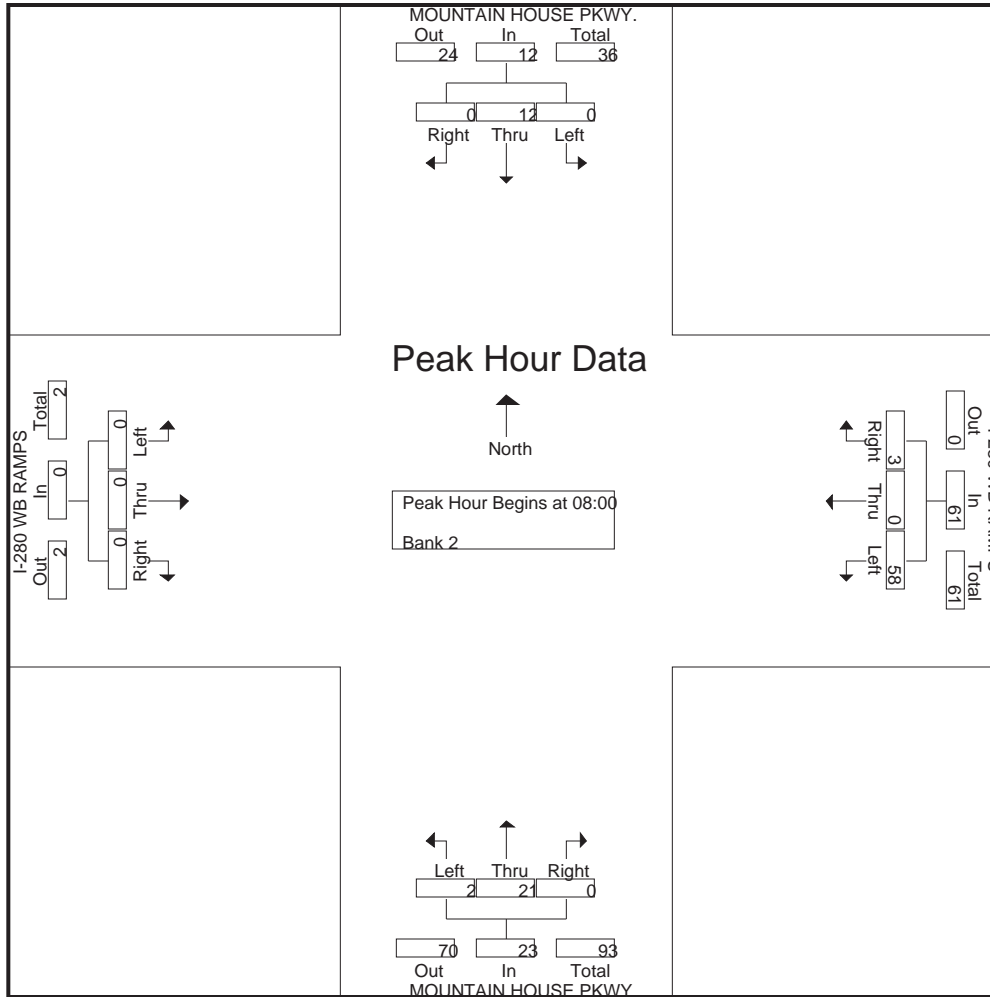 MOUNTAIN HOUSE PKWY.
Out In Total
24 12 36
0 12 0
Right Thru Left
Peak Hour Data
North
Peak Hour Begins at 08:00
Bank 2
I-280 WB RAMPS
Total In Out
2 0 2
0 0 0
Left Thru Right
Right Thru Left
3 0 58
Out In Total
0 61 61
Left Thru Right
2 21 0
70 23 93
Out In Total
MOUNTAIN HOUSE PKWY